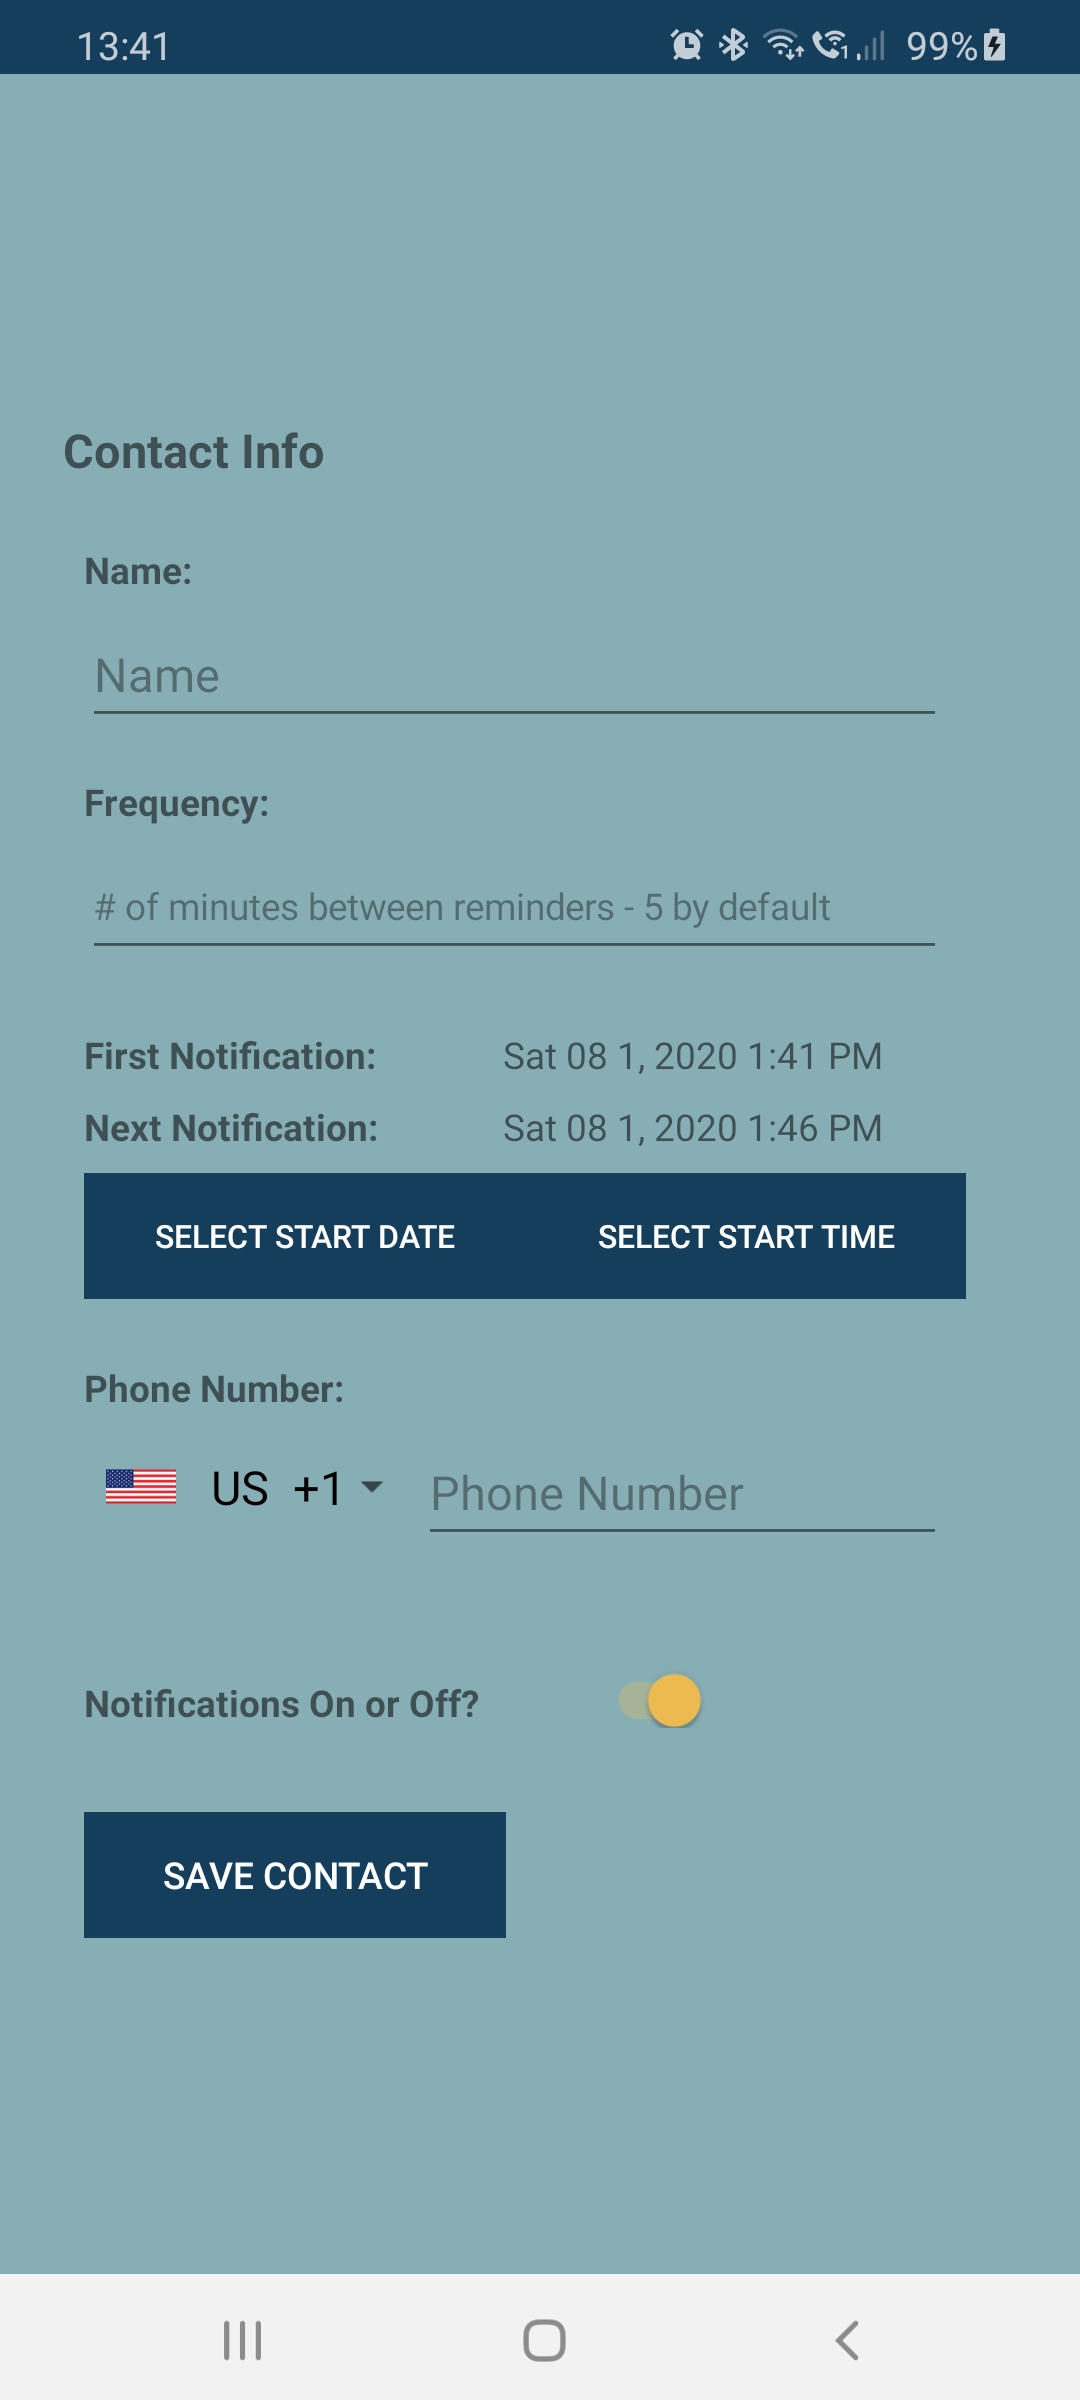 13:41 1 99%
Contact Info
Name:
Name
Frequency:
# of minutes between reminders - 5 by default
First Notification: Sat 08 1, 2020 1:41 PM
Next Notification: Sat 08 1, 2020 1:46 PM
SELECT START DATE SELECT START TIME
Phone Number:
US +1 Phone Number
Notifications On or Off?
SAVE CONTACT